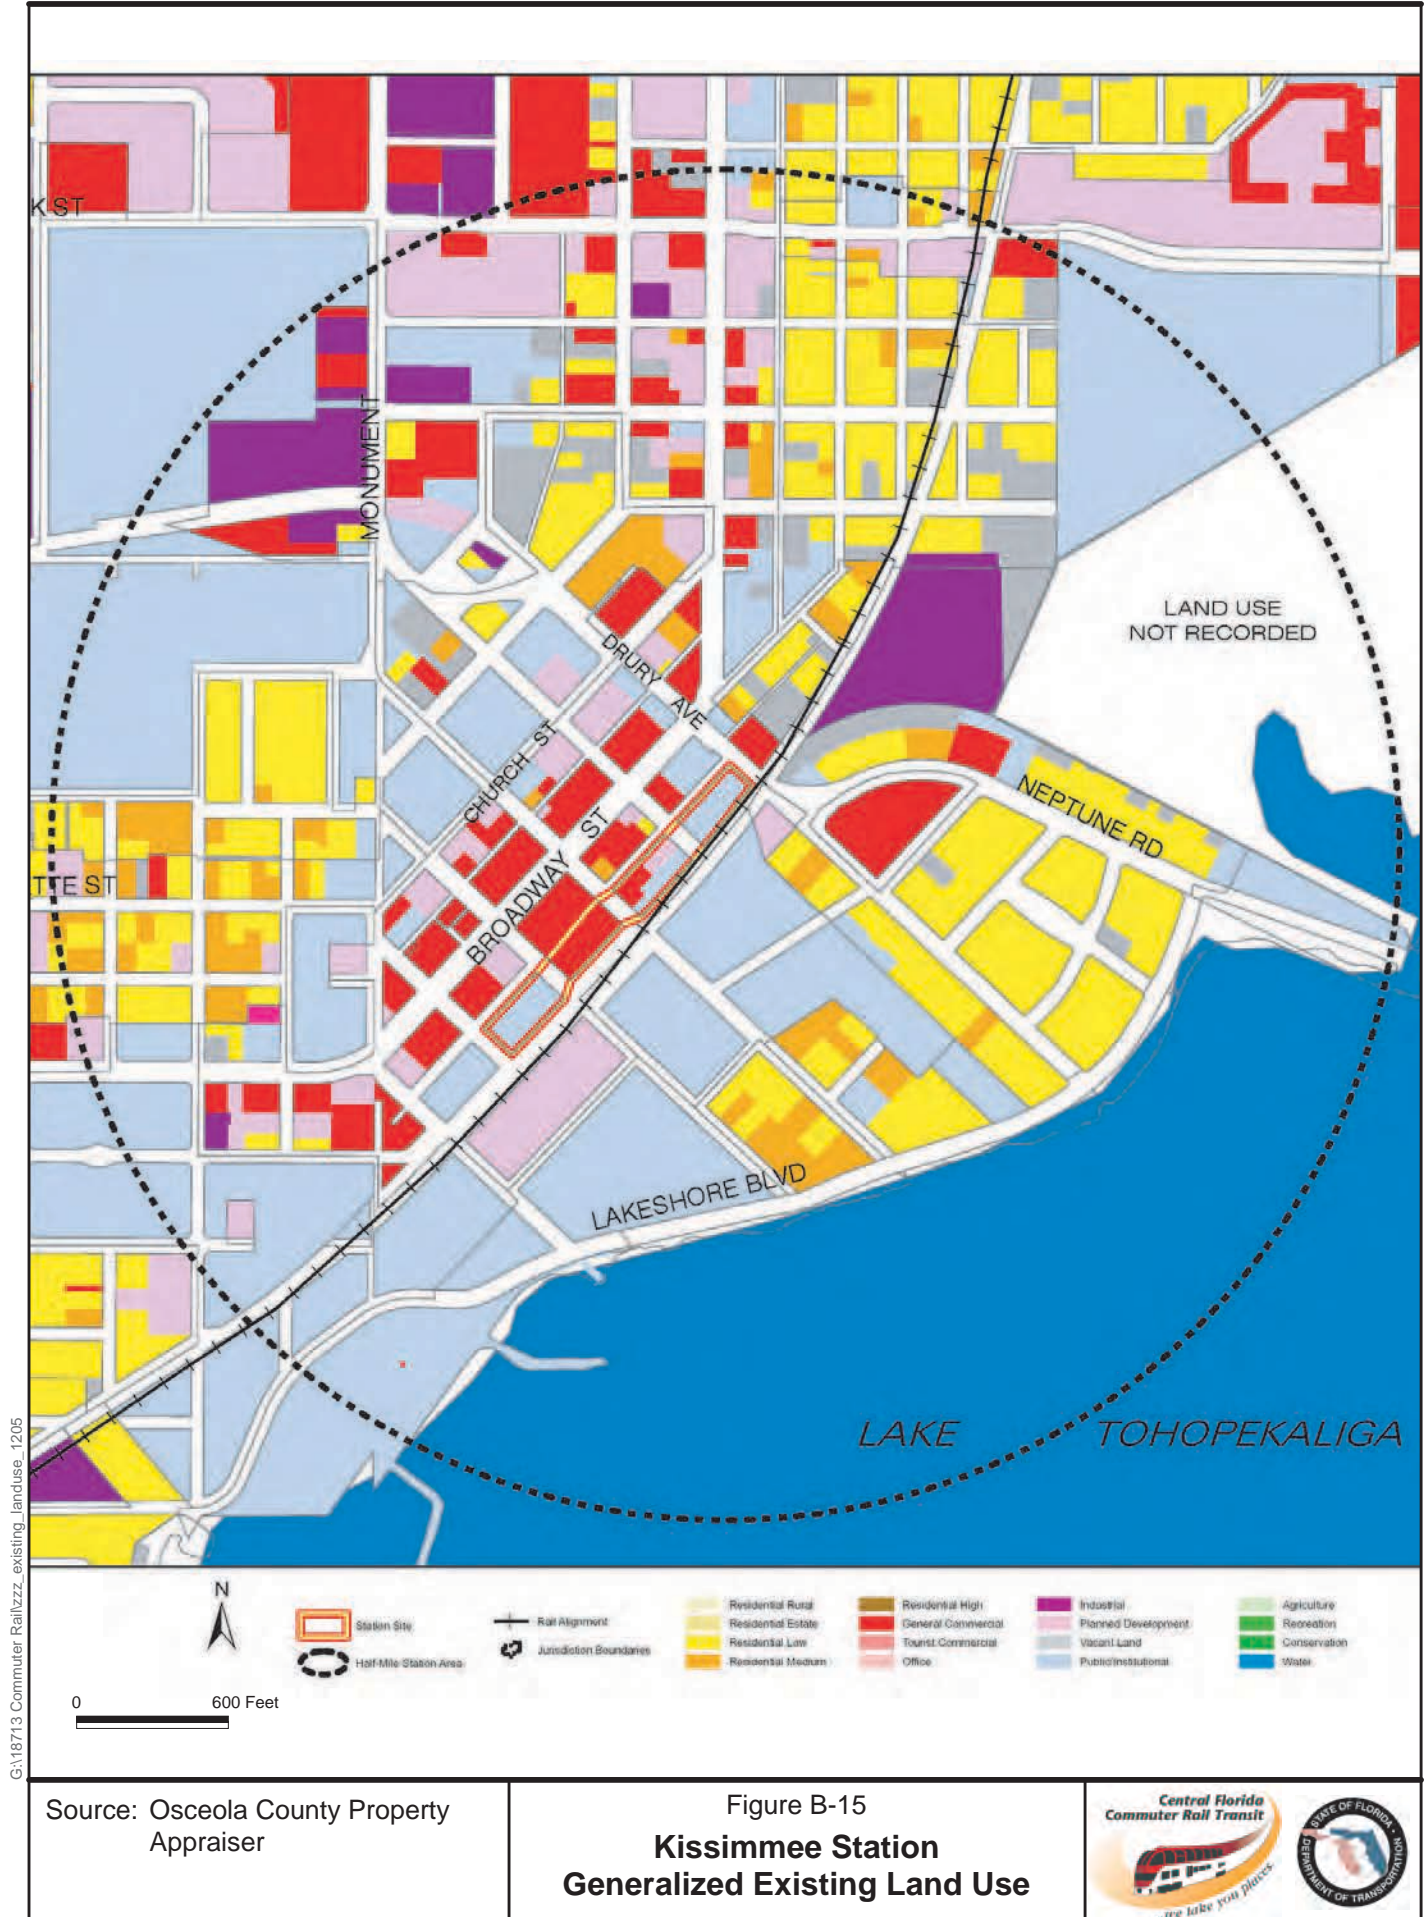 K ST
MONUMENT
DRURY AVE
CHURCH ST
BROADWAY ST
TTE ST
LAND USE
NOT RECORDED
NEPTUNE RD
LAKESHORE BLVD
LAKE TOHOPEKALIGA
G:\18713 Commuter Rail\zzz_existing_landuse_1205
N
0 600 Feet
Station Site
Half-Mile Station Area
Rail Alignment
Jurisdiction Boundaries
Residential Rural
Residential Estate
Residential Low
Residential Medium
Residential High
General Commercial
Tourist Commercial
Office
Industrial
Planned Development
Vacant Land
Public/Institutional
Agriculture
Recreation
Conservation
Water
Source: Osceola County Property
Appraiser
Figure B-15
Kissimmee Station
Generalized Existing Land Use
Central Florida
Commuter Rail Transit
we take you places.
STATE OF FLORIDA
DEPARTMENT OF TRANSPORTATION